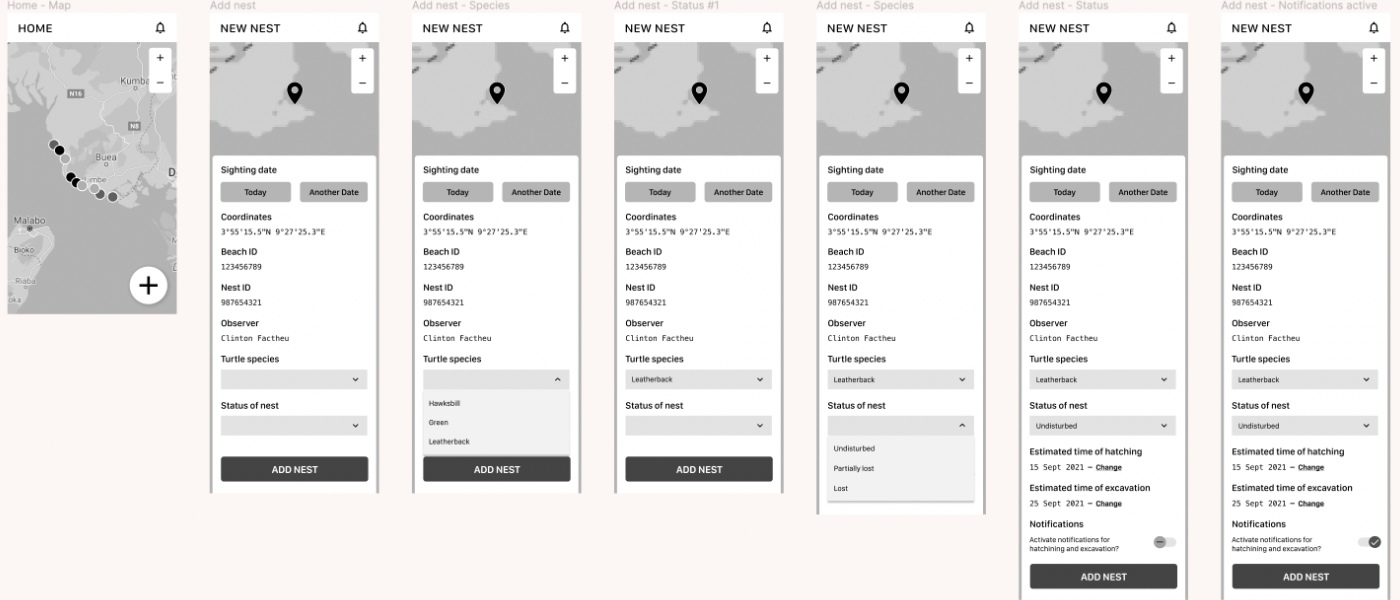 Home - Map
HOME
+
−
Kumba
N16
N8
Buea
Limbe
D
Malabo
Bioko
Riaba
oka
+
Add nest
NEW NEST
+
−
Sighting date
Today Another Date
Coordinates
3°55'15.5"N 9°27'25.3"E
Beach ID
123456789
Nest ID
987654321
Observer
Clinton Factheu
Turtle species
Status of nest
ADD NEST
Add nest - Species
NEW NEST
+
−
Sighting date
Today Another Date
Coordinates
3°55'15.5"N 9°27'25.3"E
Beach ID
123456789
Nest ID
987654321
Observer
Clinton Factheu
Turtle species
Hawksbill
Green
Leatherback
ADD NEST
Add nest - Status #1
NEW NEST
+
−
Sighting date
Today Another Date
Coordinates
3°55'15.5"N 9°27'25.3"E
Beach ID
123456789
Nest ID
987654321
Observer
Clinton Factheu
Turtle species
Leatherback
Status of nest
ADD NEST
Add nest - Species
NEW NEST
+
−
Sighting date
Today Another Date
Coordinates
3°55'15.5"N 9°27'25.3"E
Beach ID
123456789
Nest ID
987654321
Observer
Clinton Factheu
Turtle species
Leatherback
Status of nest
Undisturbed
Partially lost
Lost
Add nest - Status
NEW NEST
+
−
Sighting date
Today Another Date
Coordinates
3°55'15.5"N 9°27'25.3"E
Beach ID
123456789
Nest ID
987654321
Observer
Clinton Factheu
Turtle species
Leatherback
Status of nest
Undisturbed
Estimated time of hatching
15 Sept 2021 – Change
Estimated time of excavation
25 Sept 2021 – Change
Notifications
Activate notifications for
hatchining and excavation?
ADD NEST
Add nest - Notifications active
NEW NEST
+
−
Sighting date
Today Another Date
Coordinates
3°55'15.5"N 9°27'25.3"E
Beach ID
123456789
Nest ID
987654321
Observer
Clinton Factheu
Turtle species
Leatherback
Status of nest
Undisturbed
Estimated time of hatching
15 Sept 2021 – Change
Estimated time of excavation
25 Sept 2021 – Change
Notifications
Activate notifications for
hatchining and excavation?
ADD NEST